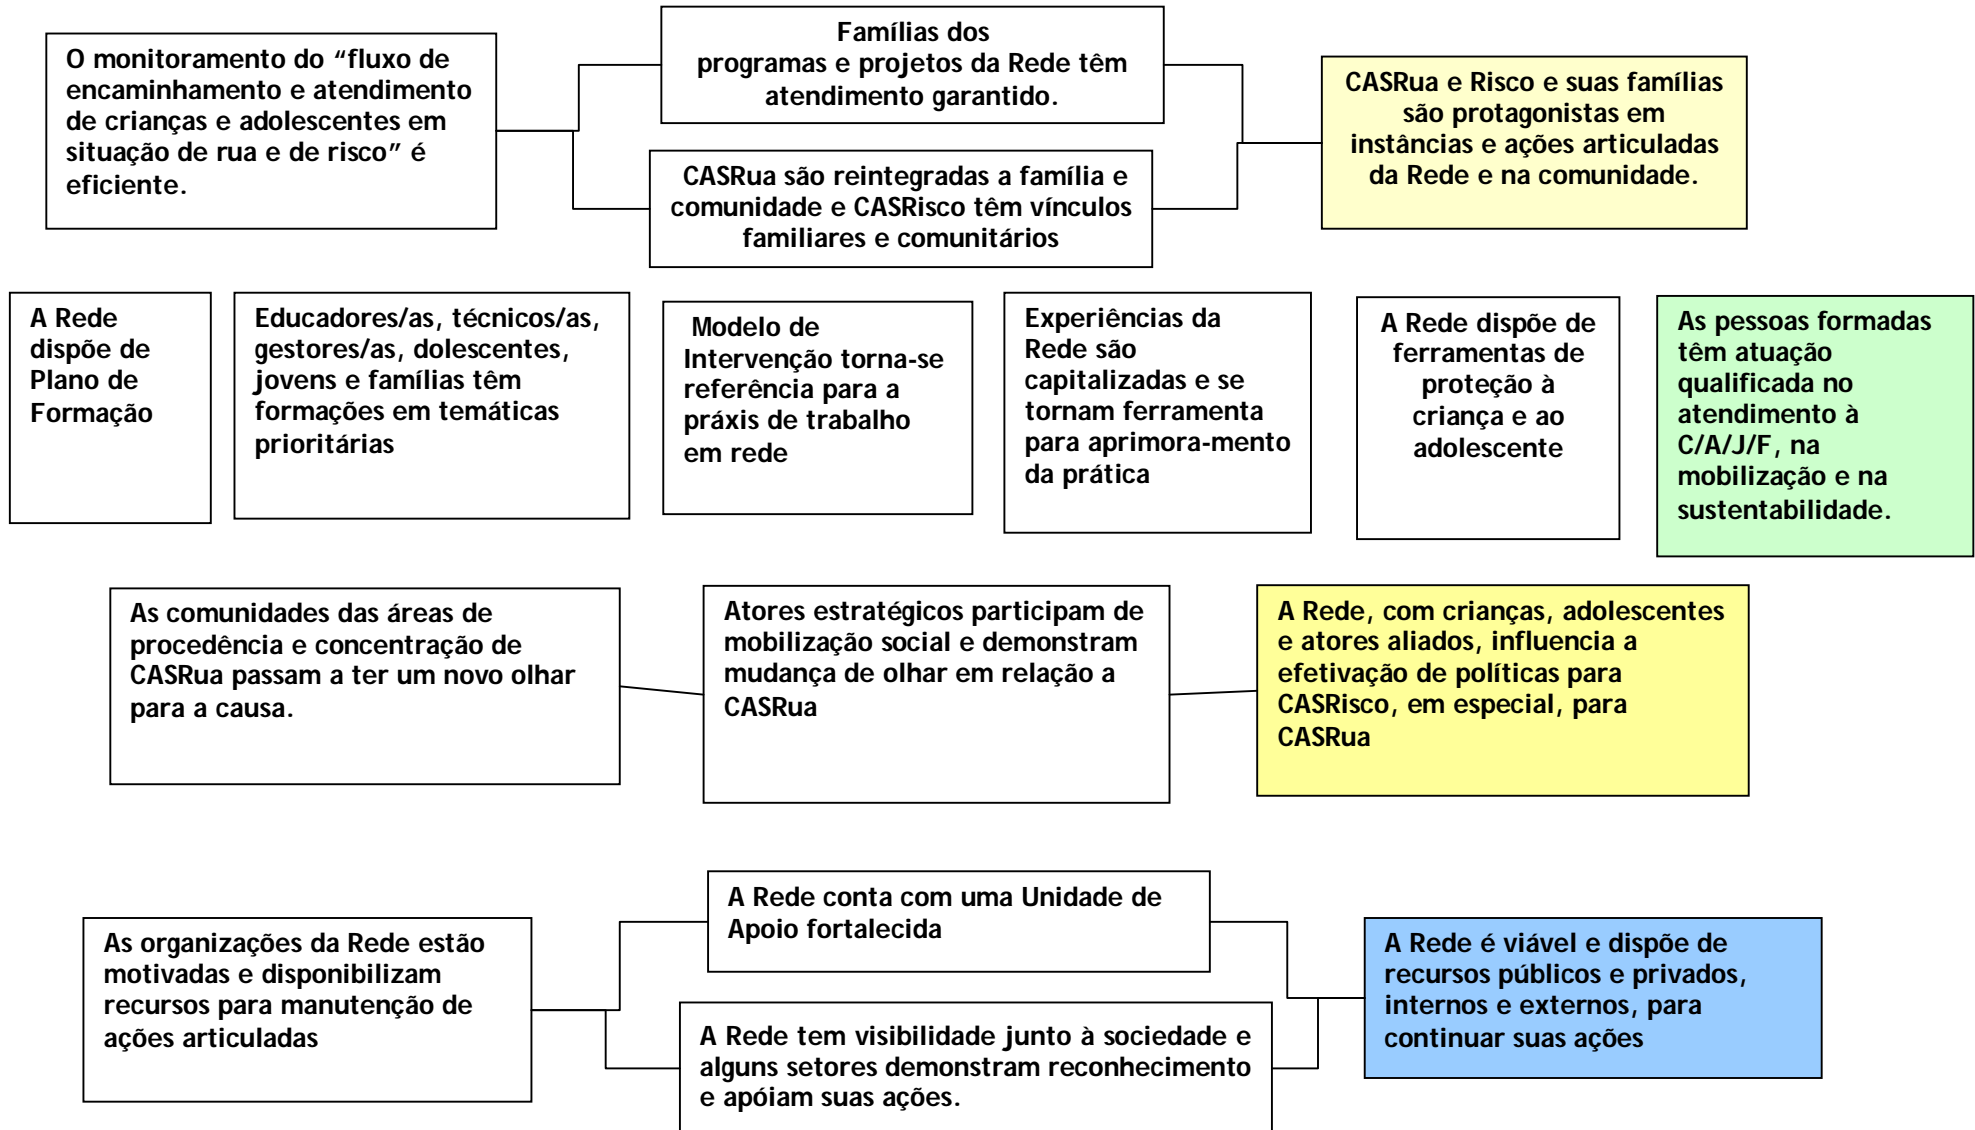 O monitoramento do “fluxo de
encaminhamento e atendimento
de crianças e adolescentes em
situação de rua e de risco” é
eficiente.
Famílias dos
programas e projetos da Rede têm
atendimento garantido.
CASRua são reintegradas a família e
comunidade e CASRisco têm vínculos
familiares e comunitários
CASRua e Risco e suas famílias
são protagonistas em
instâncias e ações articuladas
da Rede e na comunidade.
A Rede
dispõe de
Plano de
Formação
Educadores/as, técnicos/as,
gestores/as, dolescentes,
jovens e famílias têm
formações em temáticas
prioritárias
Modelo de
Intervenção torna-se
referência para a
práxis de trabalho
em rede
Experiências da
Rede são
capitalizadas e se
tornam ferramenta
para aprimora-mento
da prática
A Rede dispõe de
ferramentas de
proteção à
criança e ao
adolescente
As pessoas formadas
têm atuação
qualificada no
atendimento à
C/A/J/F, na
mobilização e na
sustentabilidade.
As comunidades das áreas de
procedência e concentração de
CASRua passam a ter um novo olhar
para a causa.
Atores estratégicos participam de
mobilização social e demonstram
mudança de olhar em relação a
CASRua
A Rede, com crianças, adolescentes
e atores aliados, influencia a
efetivação de políticas para
CASRisco, em especial, para
CASRua
As organizações da Rede estão
motivadas e disponibilizam
recursos para manutenção de
ações articuladas
A Rede conta com uma Unidade de
Apoio fortalecida
A Rede tem visibilidade junto à sociedade e
alguns setores demonstram reconhecimento
e apóiam suas ações.
A Rede é viável e dispõe de
recursos públicos e privados,
internos e externos, para
continuar suas ações